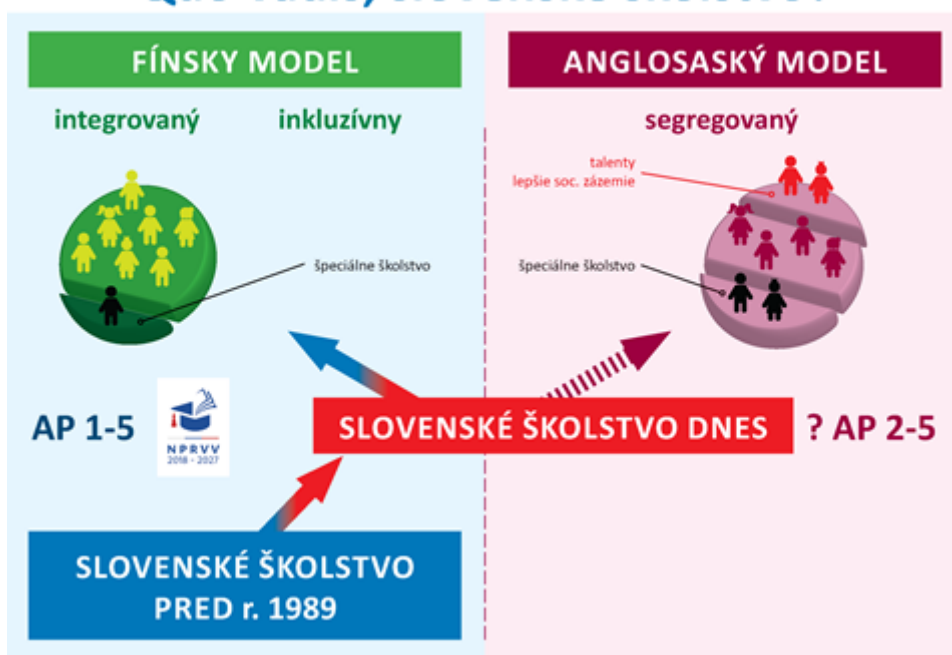 FÍNSKY MODEL
integrovaný inkluzívny
špeciálne školstvo
ANGLOSASKÝ MODEL
segregovaný
talenty
lepšie soc. zázemie
špeciálne školstvo
AP 1-5
NPRVV
2018 - 2027
SLOVENSKÉ ŠKOLSTVO DNES
? AP 2-5
SLOVENSKÉ ŠKOLSTVO
PRED r. 1989